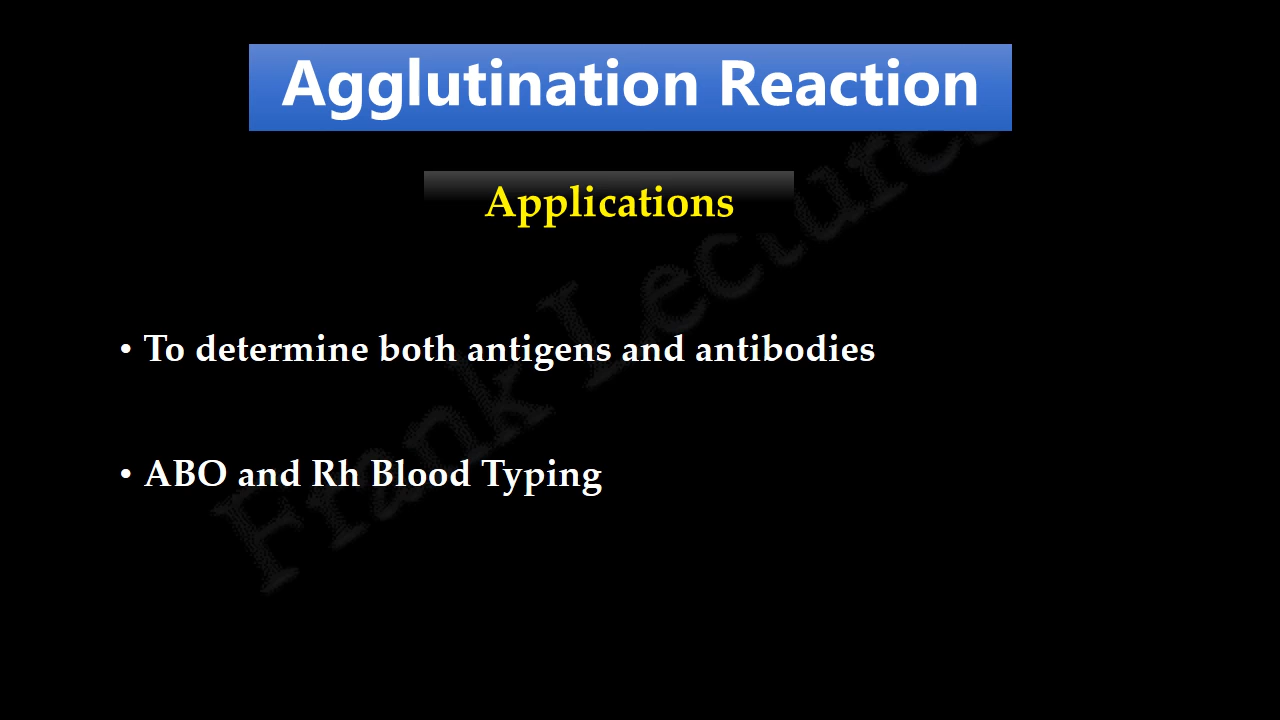 Agglutination Reaction
Applications
• To determine both antigens and antibodies
• ABO and Rh Blood Typing
Frank Lectures